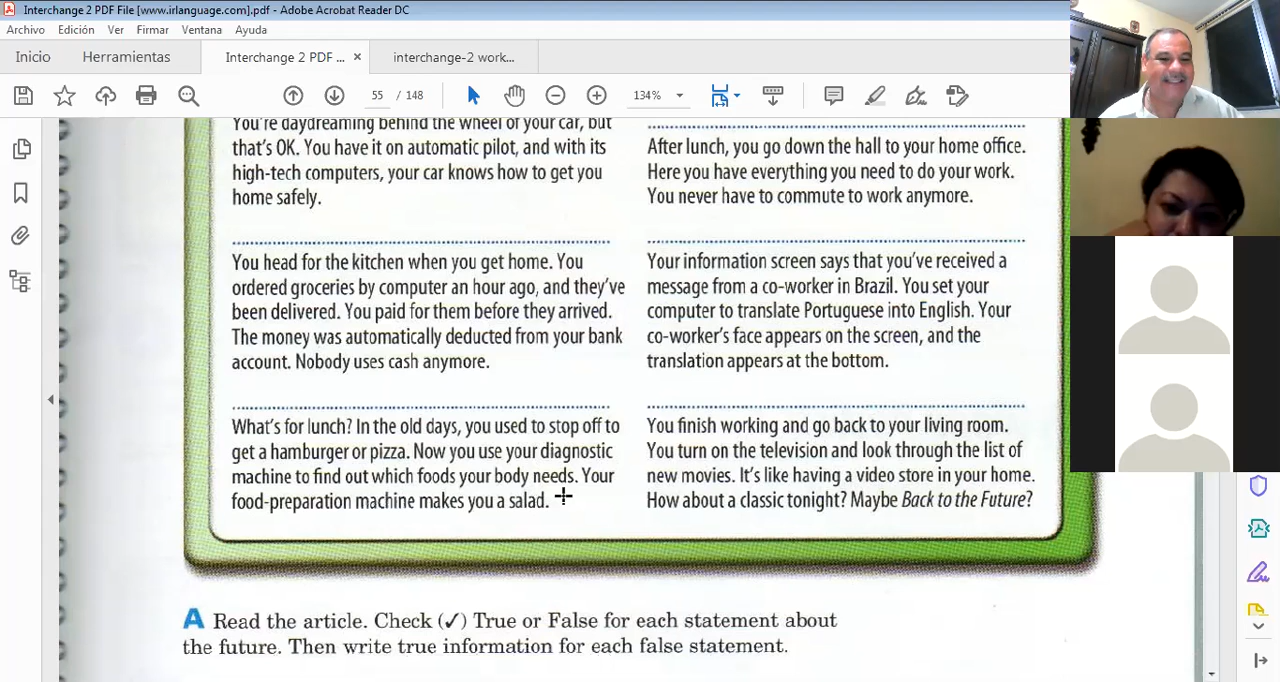 Interchange 2 PDF File [www.irlanguage.com].pdf - Adobe Acrobat Reader DC
Archivo Edición Ver Firmar Ventana Ayuda
Inicio Herramientas Interchange 2 PDF ... × interchange-2 work...
55 / 148 134%
You're daydreaming behind the wheel of your car, but
that's OK. You have it on automatic pilot, and with its
high-tech computers, your car knows how to get you
home safely.
You head for the kitchen when you get home. You
ordered groceries by computer an hour ago, and they've
been delivered. You paid for them before they arrived.
The money was automatically deducted from your bank
account. Nobody uses cash anymore.
What's for lunch? In the old days, you used to stop off to
get a hamburger or pizza. Now you use your diagnostic
machine to find out which foods your body needs. Your
food-preparation machine makes you a salad.
After lunch, you go down the hall to your home office.
Here you have everything you need to do your work.
You never have to commute to work anymore.
Your information screen says that you've received a
message from a co-worker in Brazil. You set your
computer to translate Portuguese into English. Your
co-worker's face appears on the screen, and the
translation appears at the bottom.
You finish working and go back to your living room.
You turn on the television and look through the list of
new movies. It's like having a video store in your home.
How about a classic tonight? Maybe Back to the Future?
A Read the article. Check (✓) True or False for each statement about
the future. Then write true information for each false statement.